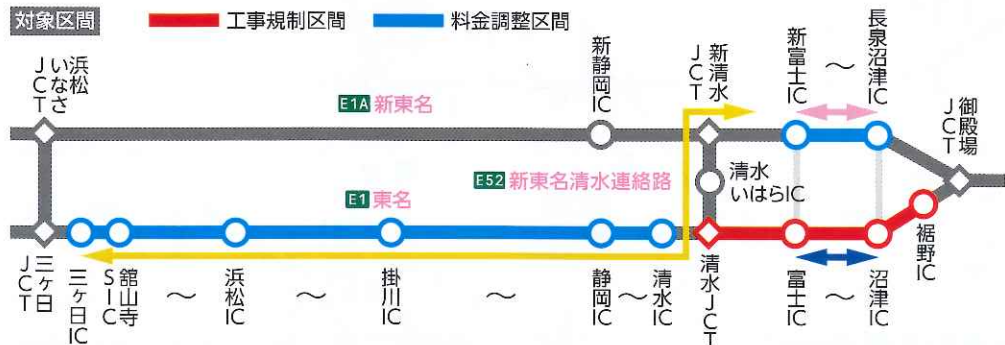 対象区間
工事規制区間
料金調整区間
浜松いなさJCT
新静岡IC
新清水JCT
新富士IC
～
長泉沼津IC
御殿場JCT
E1A 新東名
E52 新東名清水連絡路
清水いはらIC
E1 東名
三ヶ日JCT
三ヶ日IC
舘山寺SIC
～
浜松IC
～
掛川IC
～
静岡IC
～
清水IC
清水JCT
富士IC
～
沼津IC
裾野IC